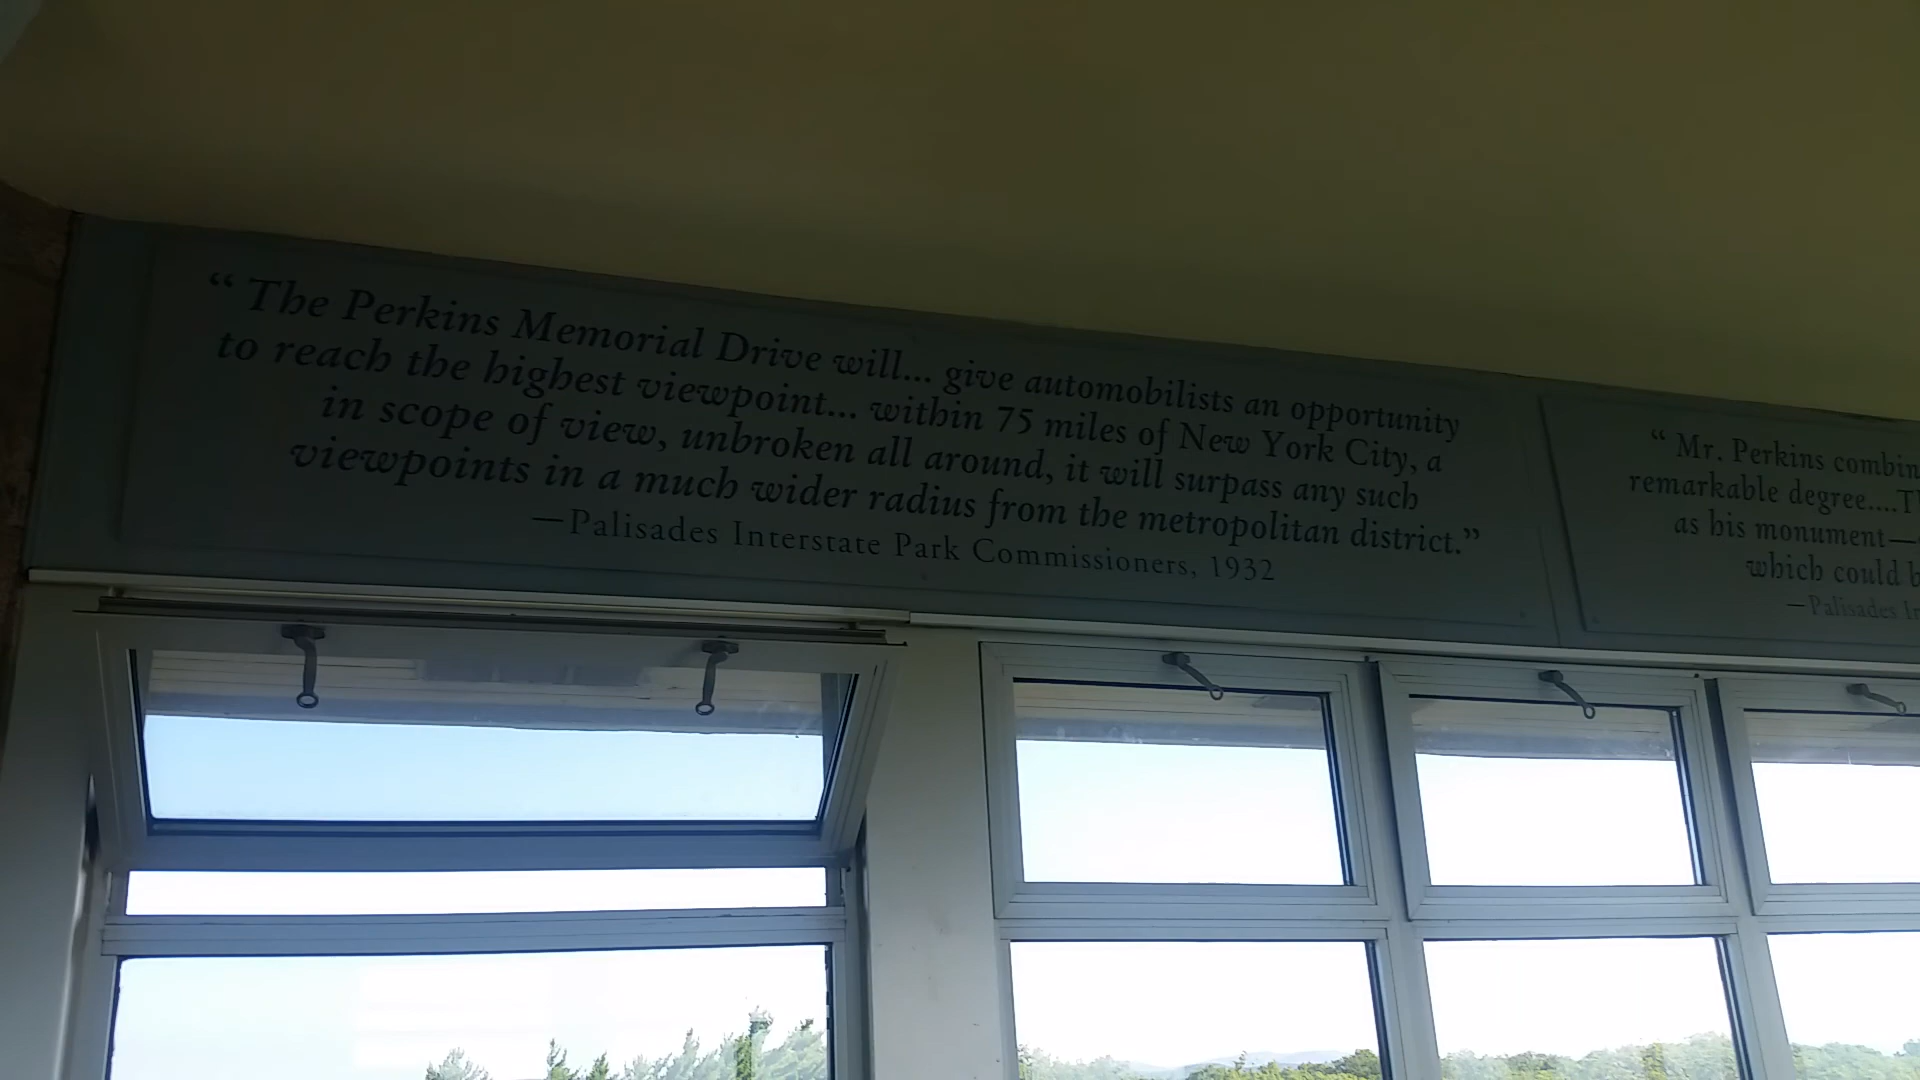 “ The Perkins Memorial Drive will... give automobilists an opportunity
to reach the highest viewpoint... within 75 miles of New York City, a
in scope of view, unbroken all around, it will surpass any such
viewpoints in a much wider radius from the metropolitan district.”
—Palisades Interstate Park Commissioners, 1932
“ Mr. Perkins
remarkable degree....
as his monument—
which could
—Palisades